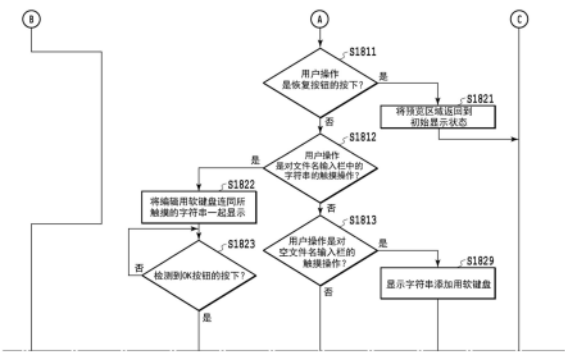 B
A
C
S1811
用户操作
是恢复按钮的按下?
是
否
S1821
将预览区域返回到
初始显示状态
S1812
用户操作
是对文件名输入栏中的
字符串的触摸操作?
是
否
S1822
将编辑用软键盘连同所
触摸的字符串一起显示
S1813
用户操作是对
空文件名输入栏的
触摸操作?
是
否
S1823
检测到OK按钮的按下?
否
是
S1829
显示字符串添加用软键盘